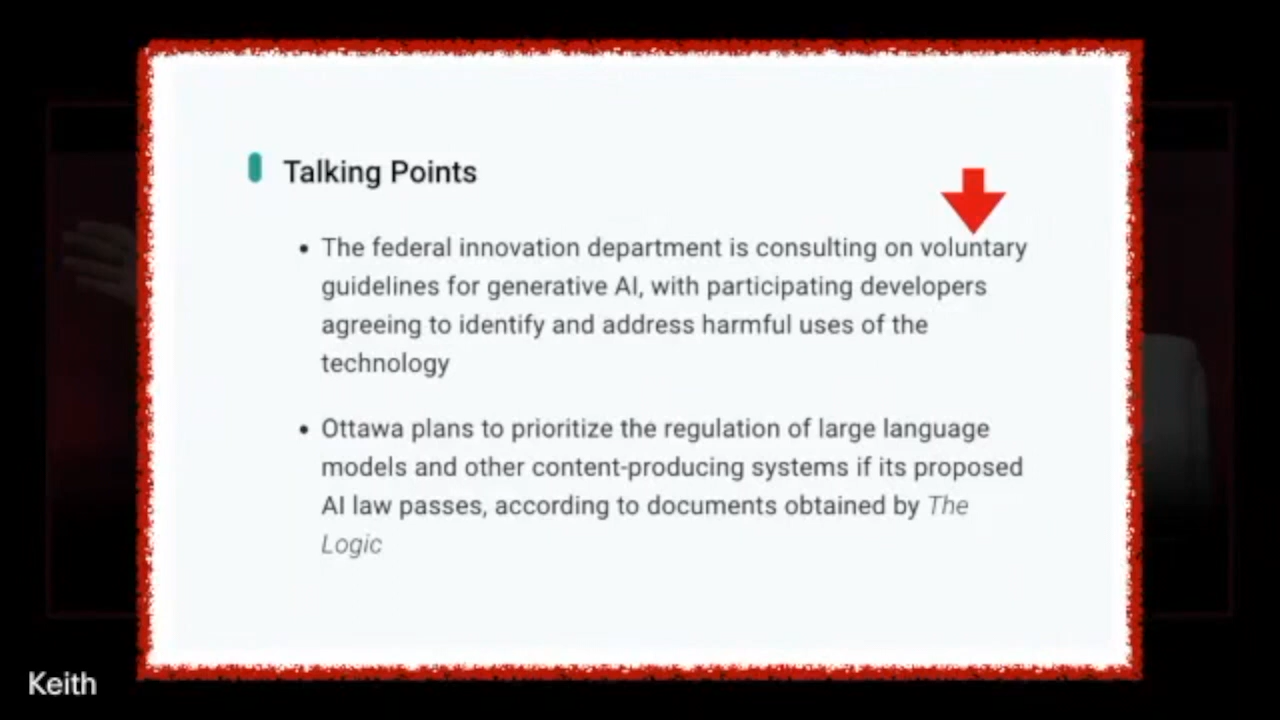 Talking Points
• The federal innovation department is consulting on voluntary
guidelines for generative AI, with participating developers
agreeing to identify and address harmful uses of the
technology
• Ottawa plans to prioritize the regulation of large language
models and other content-producing systems if its proposed
AI law passes, according to documents obtained by The
Logic
Keith